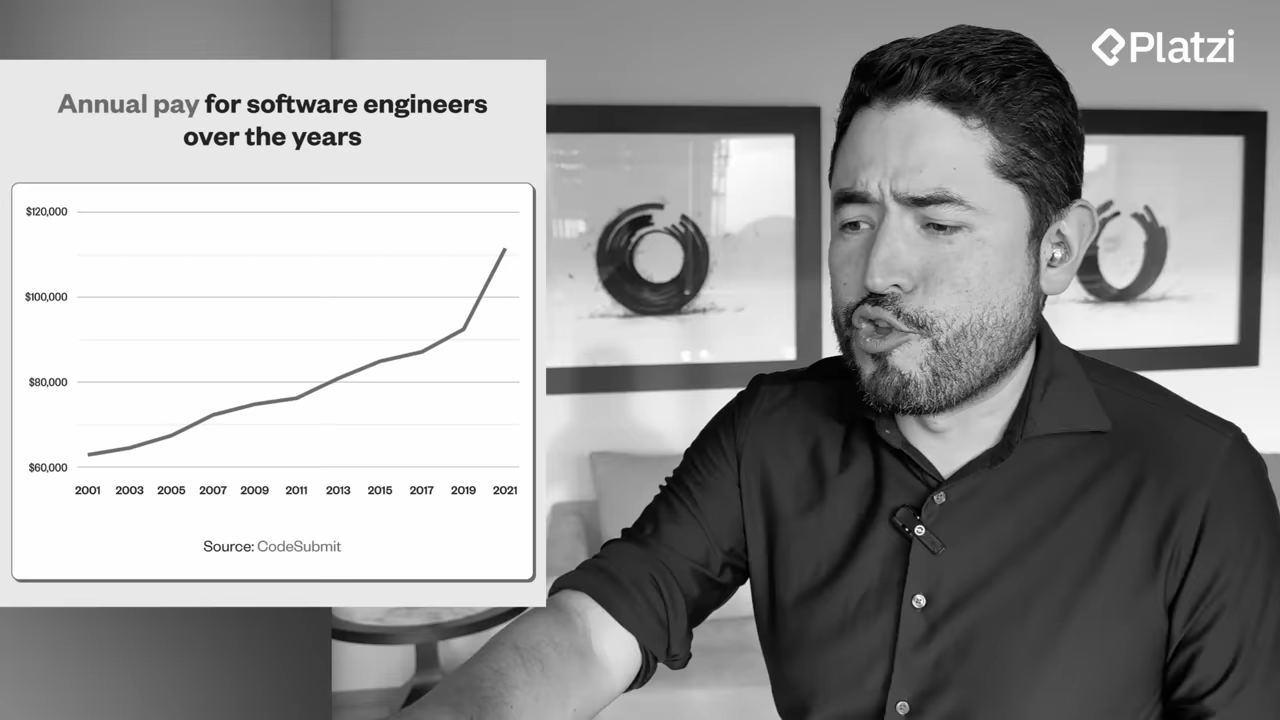 Platzi
Annual pay for software engineers
over the years
$120,000
$100,000
$80,000
$60,000
2001 2003 2005 2007 2009 2011 2013 2015 2017 2019 2021
Source: CodeSubmit